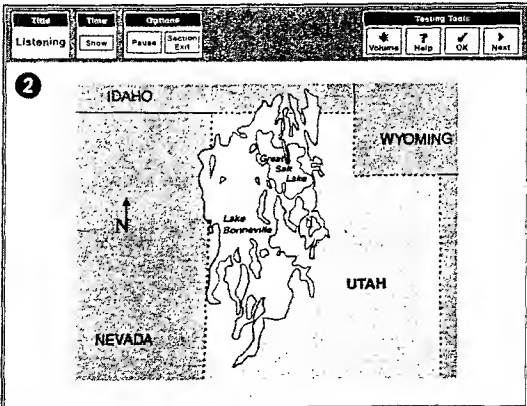 Title
Time
Options
Testing Tools
Listening
Show
Pause
Section
Exit
Volume
?
Help
OK
Next
2
IDAHO
WYOMING
Great
Salt
Lake
N
Lake
Bonneville
UTAH
NEVADA